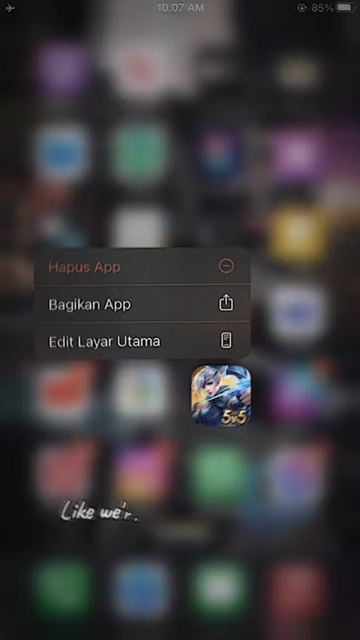 10.07 AM
85%
Hapus App
Bagikan App
Edit Layar Utama
5v5
Like we'r.